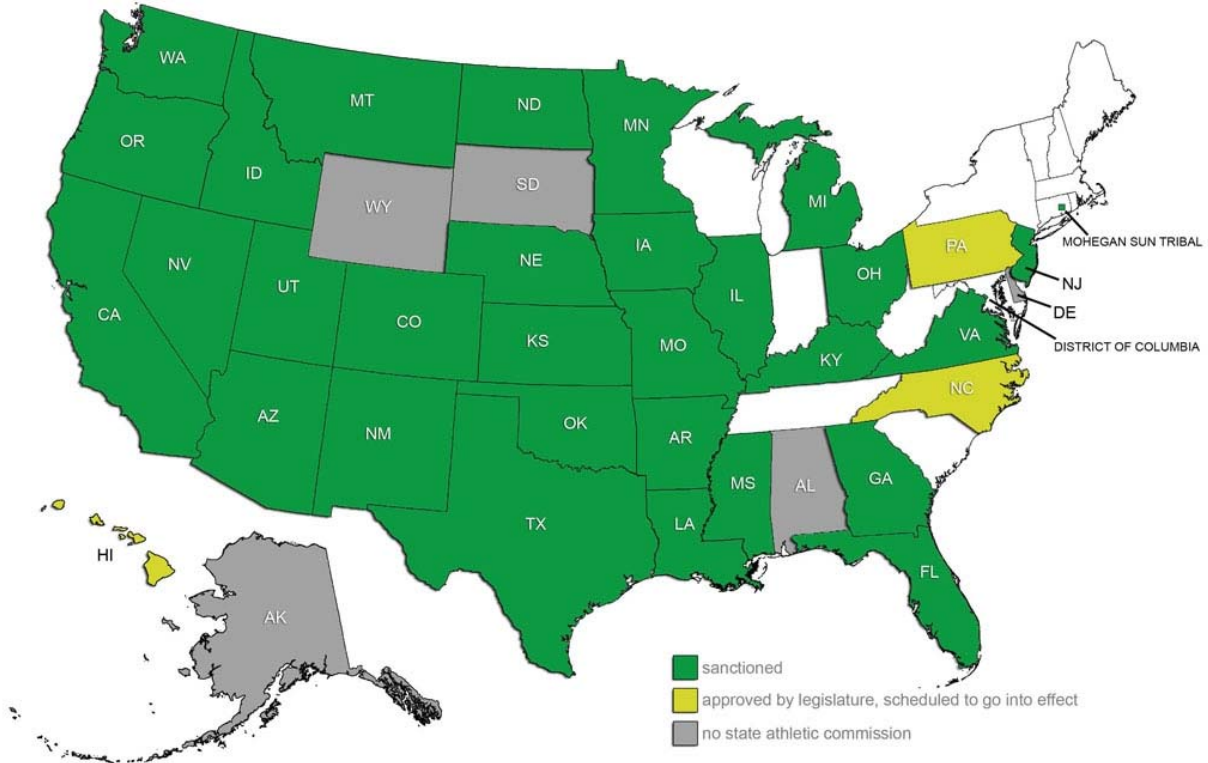 WA
MT
ND
MN
OR
ID
WY
SD
MI
MOHEGAN SUN TRIBAL
NV
UT
NE
IA
IL
OH
PA
NJ
DE
CA
CO
KS
MO
KY
VA
DISTRICT OF COLUMBIA
AZ
NM
OK
AR
NC
TX
LA
MS
AL
GA
HI
AK
FL
sanctioned
approved by legislature, scheduled to go into effect
no state athletic commission